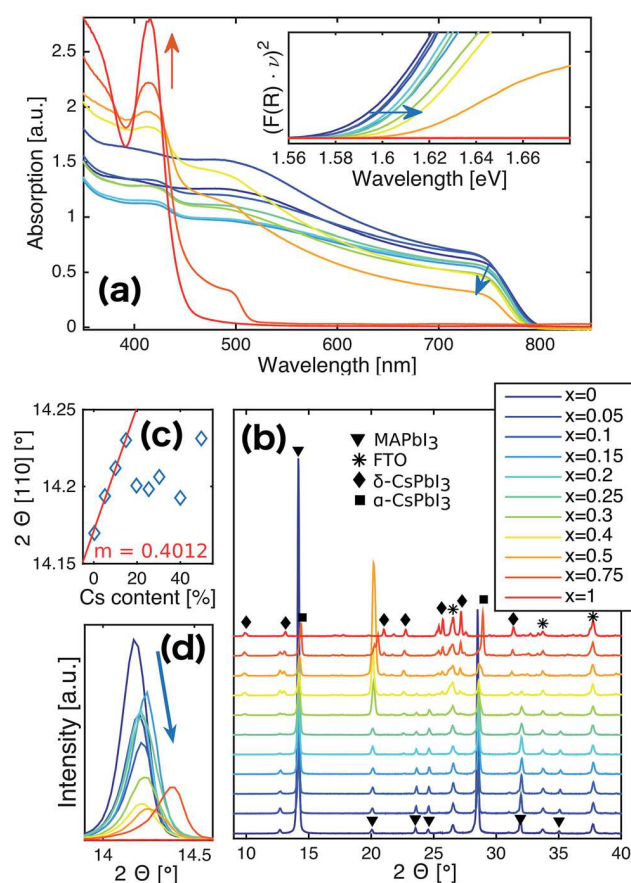 2.5
2
1.5
1
0.5
0
Absorption [a.u.]
400 500 600 700 800
Wavelength [nm]
(a)
(F(R) · ν)²
1.56 1.58 1.6 1.62 1.64 1.66
Wavelength [eV]
14.25
14.2
14.15
2 Θ [110] [°]
(c)
m = 0.4012
0 10 20 30 40 50
Cs content [%]
(d)
Intensity [a.u.]
14 14.5
2 Θ [°]
(b)
MAPbI₃
FTO
δ-CsPbI₃
α-CsPbI₃
10 15 20 25 30 35 40
2 Θ [°]
x=0
x=0.05
x=0.1
x=0.15
x=0.2
x=0.25
x=0.3
x=0.4
x=0.5
x=0.75
x=1